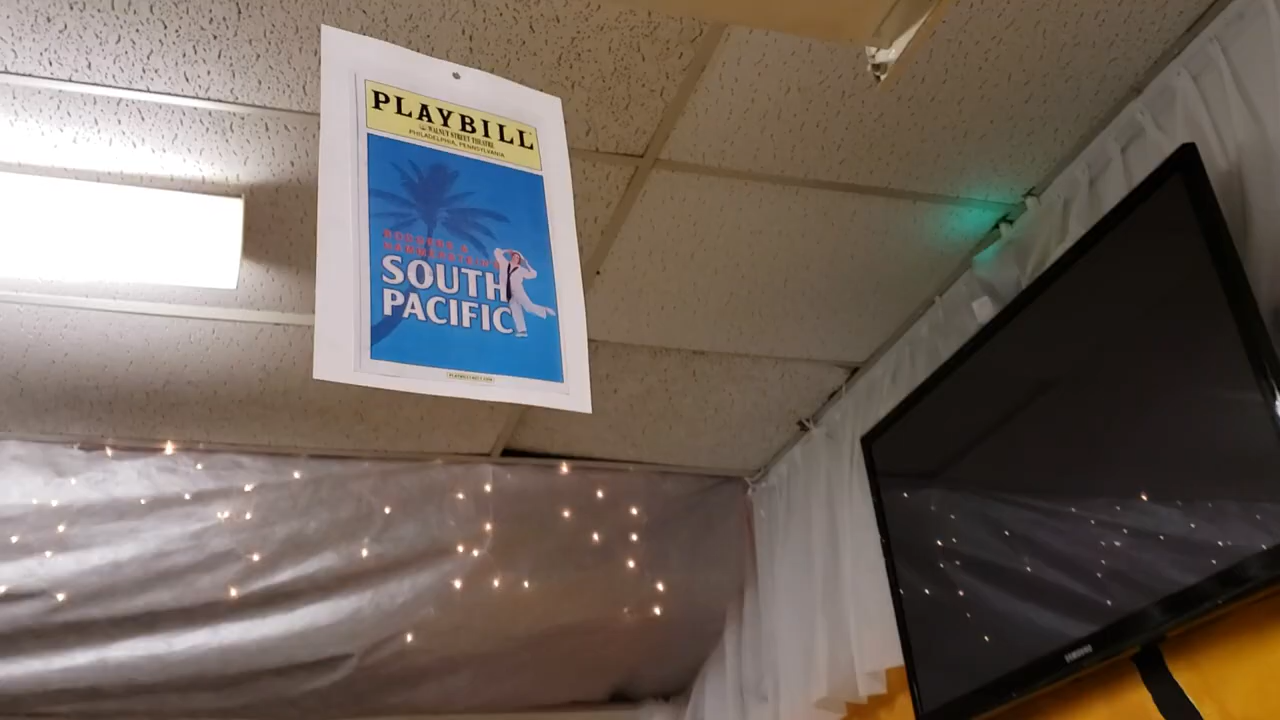 PLAYBILL
WALNUT STREET THEATRE
PHILADELPHIA, PENNSYLVANIA
RODGERS &
HAMMERSTEIN'S
SOUTH
PACIFIC
SAMSUNG